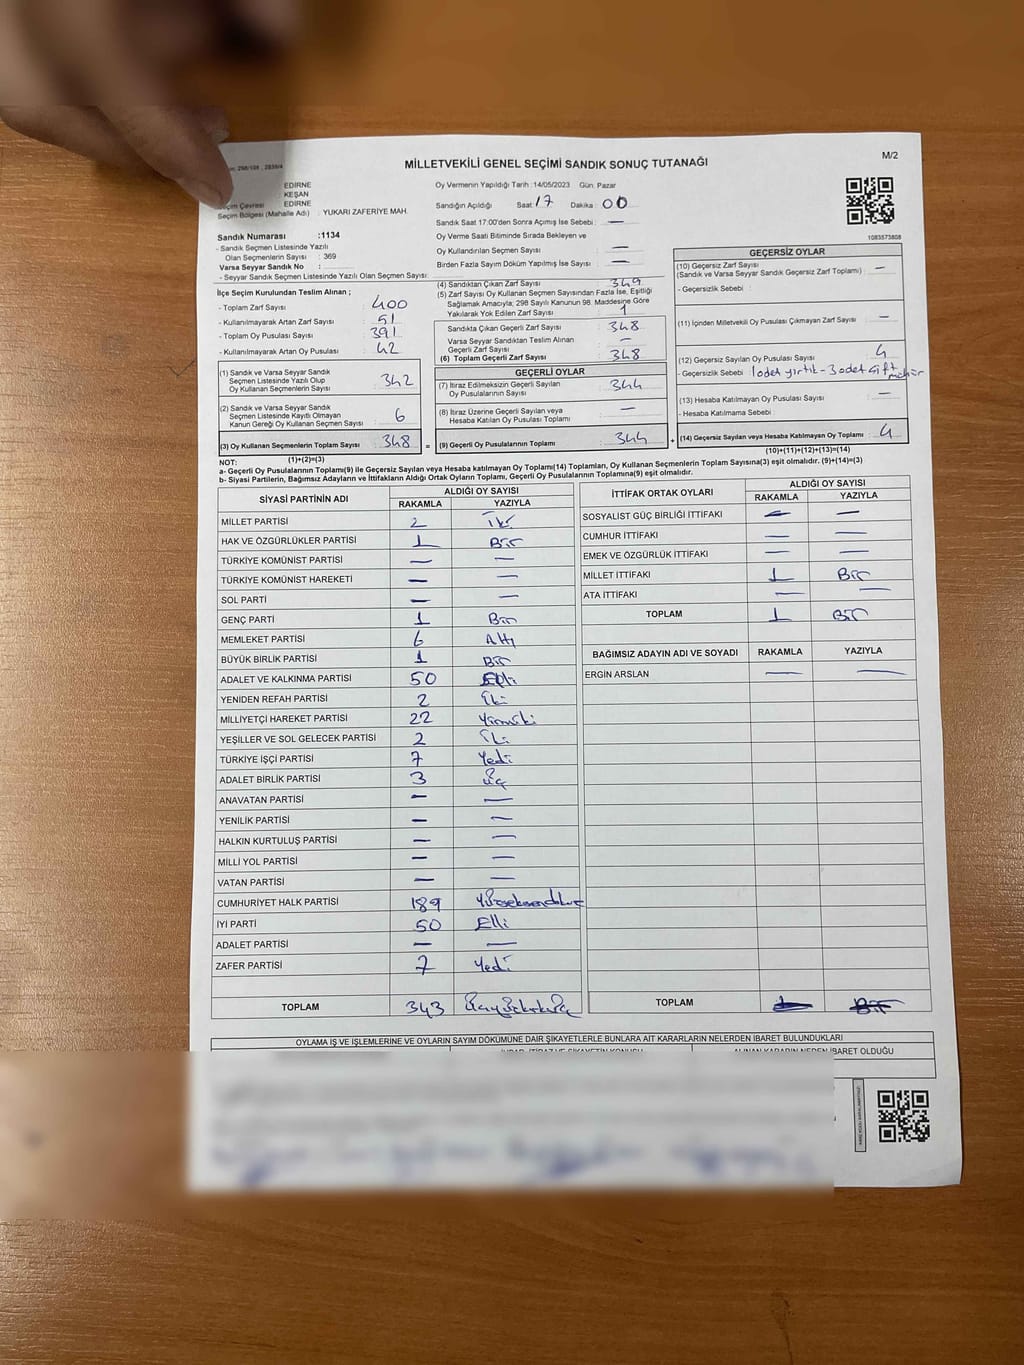 MİLLETVEKİLİ GENEL SEÇİMİ SANDIK SONUÇ TUTANAĞI
M/2
EDİRNE
KEŞAN
Seçim Çevresi EDİRNE
Seçim Bölgesi (Mahalle Adı) : YUKARI ZAFERİYE MAH.
Sandık Numarası :1134
- Sandık Seçmen Listesinde Yazılı
Olan Seçmenlerin Sayısı : 369
Varsa Seyyar Sandık No :
- Seyyar Sandık Seçmen Listesinde Yazılı Olan Seçmen Sayısı:
Oy Vermenin Yapıldığı Tarih : 14/05/2023 Gün: Pazar
Sandığın Açıldığı Saat 17 Dakika 00
Sandık Saat 17:00'den Sonra Açılmış İse Sebebi : —
Oy Verme Saati Bitiminde Sırada Bekleyen ve
Oy Kullandırılan Seçmen Sayısı : —
Birden Fazla Sayım Döküm Yapılmış İse Sayısı : —
1083573808
İlçe Seçim Kurulundan Teslim Alınan ;
- Toplam Zarf Sayısı : 400
- Kullanılmayarak Artan Zarf Sayısı : 51
- Toplam Oy Pusulası Sayısı : 391
- Kullanılmayarak Artan Oy Pusulası : 42
(1) Sandık ve Varsa Seyyar Sandık
Seçmen Listesinde Yazılı Olup
Oy Kullanan Seçmenlerin Sayısı : 342
(2) Sandık ve Varsa Seyyar Sandık
Seçmen Listesinde Kayıtlı Olmayan
Kanun Gereği Oy Kullanan Seçmen Sayısı : 6
(3) Oy Kullanan Seçmenlerin Toplam Sayısı : 348
(1)+(2)=(3)
(4) Sandıktan Çıkan Zarf Sayısı : 349
(5) Zarf Sayısı Oy Kullanan Seçmen Sayısından Fazla İse, Eşitliği
Sağlamak Amacıyla; 298 Sayılı Kanunun 98. Maddesine Göre
Yakılarak Yok Edilen Zarf Sayısı : 1
Sandıkta Çıkan Geçerli Zarf Sayısı : 348
Varsa Seyyar Sandıktan Teslim Alınan
Geçerli Zarf Sayısı : —
(6) Toplam Geçerli Zarf Sayısı : 348
GEÇERLİ OYLAR
(7) İtiraz Edilmeksizin Geçerli Sayılan
Oy Pusulalarının Sayısı : 344
(8) İtiraz Üzerine Geçerli Sayılan veya
Hesaba Katılan Oy Pusulalarının Sayısı : —
= (9) Geçerli Oy Pusulalarının Toplamı : 344
GEÇERSİZ OYLAR
(10) Geçersiz Zarf Sayısı
(Sandık ve Varsa Seyyar Sandık Geçersiz Zarf Toplamı) : —
- Geçersizlik Sebebi :
(11) İçinden Milletvekili Oy Pusulası Çıkmayan Zarf Sayısı : —
(12) Geçersiz Sayılan Oy Pusulası Sayısı : 4
- Geçersizlik Sebebi : 1 adet yırtık - 3 adet çift mühür
(13) Hesaba Katılmayan Oy Pusulası Sayısı : —
- Hesaba Katılmama Sebebi
+ (14) Geçersiz Sayılan veya Hesaba Katılmayan Oy Toplamı : 4
(10)+(11)+(12)+(13)=(14)
NOT:
a- Geçerli Oy Pusulalarının Toplamı(9) ile Geçersiz Sayılan veya Hesaba katılmayan Oy Toplamı(14) Toplamları, Oy Kullanan Seçmenlerin Toplam Sayısına(3) eşit olmalıdır. (9)+(14)=(3)
b- Siyasi Partilerin, Bağımsız Adayların ve İttifakların Aldığı Ortak Oyların Toplamı, Geçerli Oy Pusulalarının Toplamına(9) eşit olmalıdır.
SİYASİ PARTİNİN ADI ALDIĞI OY SAYISI
RAKAMLA YAZIYLA
MİLLET PARTİSİ 2 İki
HAK VE ÖZGÜRLÜKLER PARTİSİ 1 Bir
TÜRKİYE KOMÜNİST PARTİSİ — —
TÜRKİYE KOMÜNİST HAREKETİ — —
SOL PARTİ — —
GENÇ PARTİ 1 Bir
MEMLEKET PARTİSİ 6 Altı
BÜYÜK BİRLİK PARTİSİ 1 Bir
ADALET VE KALKINMA PARTİSİ 50 Elli
YENİDEN REFAH PARTİSİ 2 İki
MİLLİYETÇİ HAREKET PARTİSİ 22 Yirmiiki
YEŞİLLER VE SOL GELECEK PARTİSİ 2 İki
TÜRKİYE İŞÇİ PARTİSİ 7 Yedi
ADALET BİRLİK PARTİSİ 3 Üç
ANAVATAN PARTİSİ — —
YENİLİK PARTİSİ — —
HALKIN KURTULUŞ PARTİSİ — —
MİLLİ YOL PARTİSİ — —
VATAN PARTİSİ — —
CUMHURİYET HALK PARTİSİ 189 Yüzseksendokuz
İYİ PARTİ 50 Elli
ADALET PARTİSİ — —
ZAFER PARTİSİ 7 Yedi
TOPLAM 343 Üçyüzkırküç
İTTİFAK ORTAK OYLARI ALDIĞI OY SAYISI
RAKAMLA YAZIYLA
SOSYALİST GÜÇ BİRLİĞİ İTTİFAKI — —
CUMHUR İTTİFAKI — —
EMEK VE ÖZGÜRLÜK İTTİFAKI — —
MİLLET İTTİFAKI 1 Bir
ATA İTTİFAKI — —
TOPLAM 1 Bir
BAĞIMSIZ ADAYIN ADI VE SOYADI RAKAMLA YAZIYLA
ERGİN ARSLAN — —
TOPLAM 1 Bir
OYLAMA İŞ VE İŞLEMLERİNE VE OYLARIN SAYIM DÖKÜMÜNE DAİR ŞİKAYETLERLE BUNLARA AİT KARARLARIN NELERDEN İBARET BULUNDUKLARI
İHBAR, İTİRAZ VE ŞİKAYETİN KONUSU ALINAN KARARIN NEDEN İBARET OLDUĞU